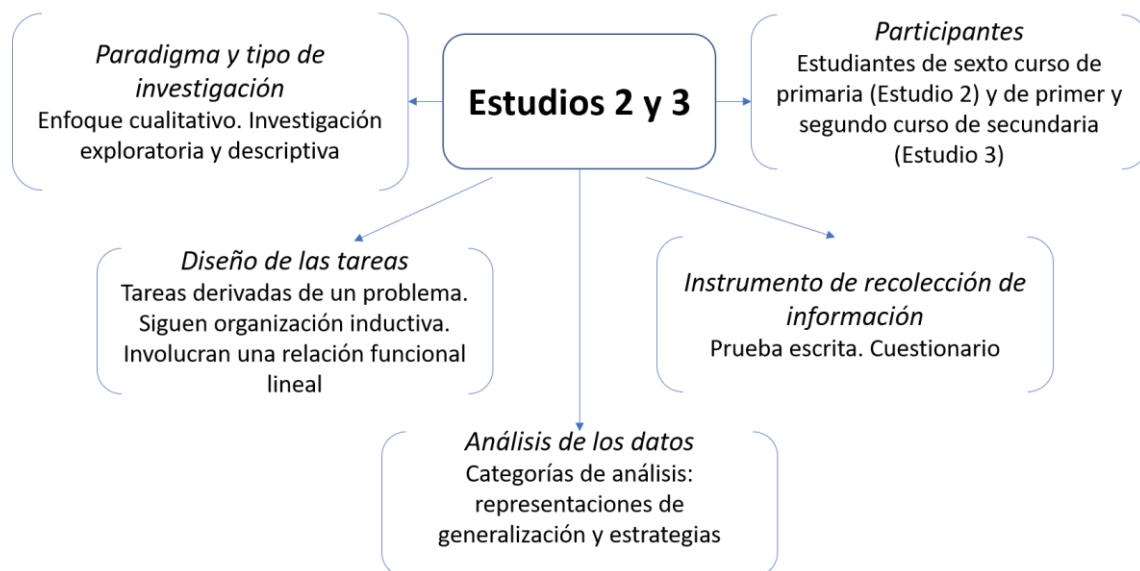 Paradigma y tipo de
investigación
Enfoque cualitativo. Investigación
exploratoria y descriptiva
Estudios 2 y 3
Participantes
Estudiantes de sexto curso de
primaria (Estudio 2) y de primer y
segundo curso de secundaria
(Estudio 3)
Diseño de las tareas
Tareas derivadas de un problema.
Siguen organización inductiva.
Involucran una relación funcional
lineal
Instrumento de recolección de
información
Prueba escrita. Cuestionario
Análisis de los datos
Categorías de análisis:
representaciones de
generalización y estrategias